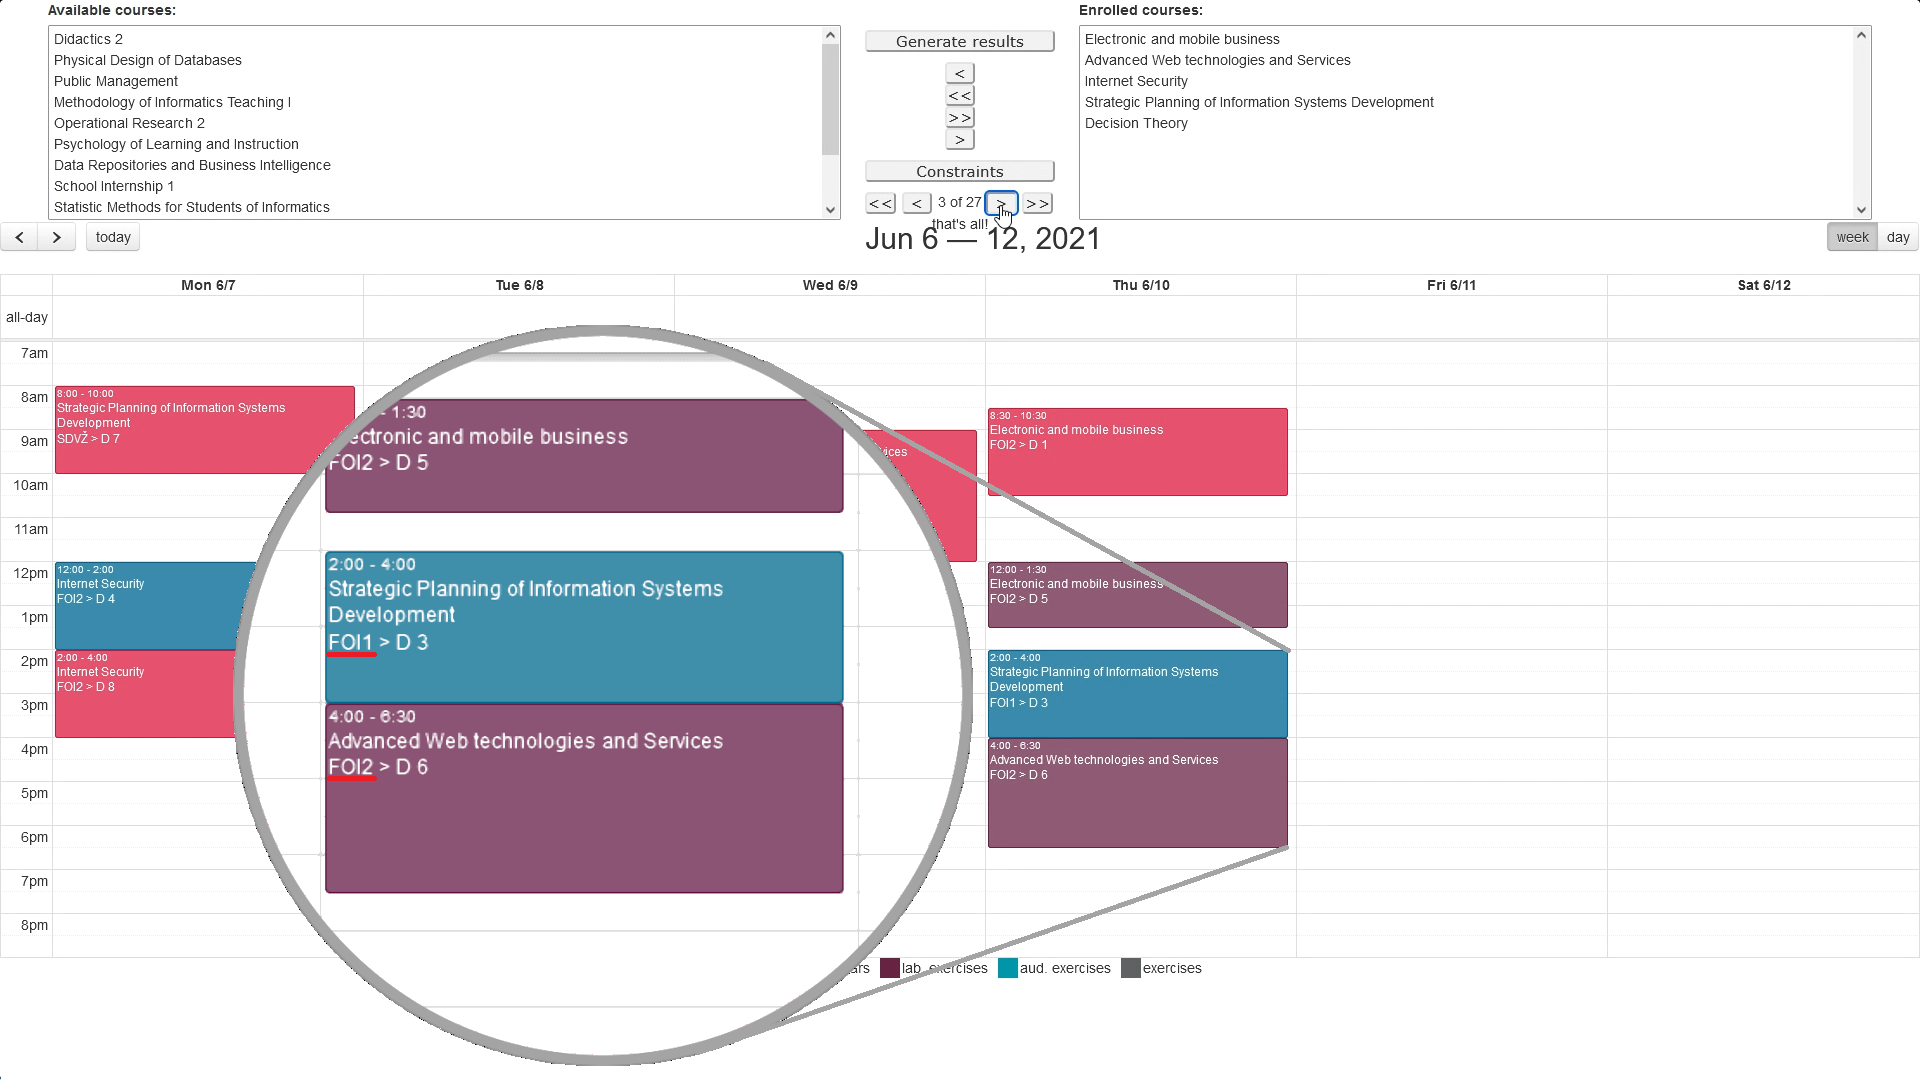 Available courses:
Didactics 2
Physical Design of Databases
Public Management
Methodology of Informatics Teaching I
Operational Research 2
Psychology of Learning and Instruction
Data Repositories and Business Intelligence
School Internship 1
Statistic Methods for Students of Informatics
Generate results
<
<<
>>
>
Constraints
<< < 3 of 27 > >>
that's all!
Enrolled courses:
Electronic and mobile business
Advanced Web technologies and Services
Internet Security
Strategic Planning of Information Systems Development
Decision Theory
< > today
Jun 6 — 12, 2021
week day
Mon 6/7 Tue 6/8 Wed 6/9 Thu 6/10 Fri 6/11 Sat 6/12
all-day
7am
8am
9am
10am
11am
12pm
1pm
2pm
3pm
4pm
5pm
6pm
7pm
8pm
8:00 - 10:00
Strategic Planning of Information Systems
Development
SDVŽ > D 7
12:00 - 2:00
Internet Security
FOI2 > D 4
2:00 - 4:00
Internet Security
FOI2 > D 8
- 1:30
ectronic and mobile business
FOI2 > D 5
2:00 - 4:00
Strategic Planning of Information Systems
Development
FOI1 > D 3
4:00 - 6:30
Advanced Web technologies and Services
FOI2 > D 6
vices
8:30 - 10:30
Electronic and mobile business
FOI2 > D 1
12:00 - 1:30
Electronic and mobile business
FOI2 > D 5
2:00 - 4:00
Strategic Planning of Information Systems
Development
FOI1 > D 3
4:00 - 6:30
Advanced Web technologies and Services
FOI2 > D 6
ars lab. exercises aud. exercises exercises